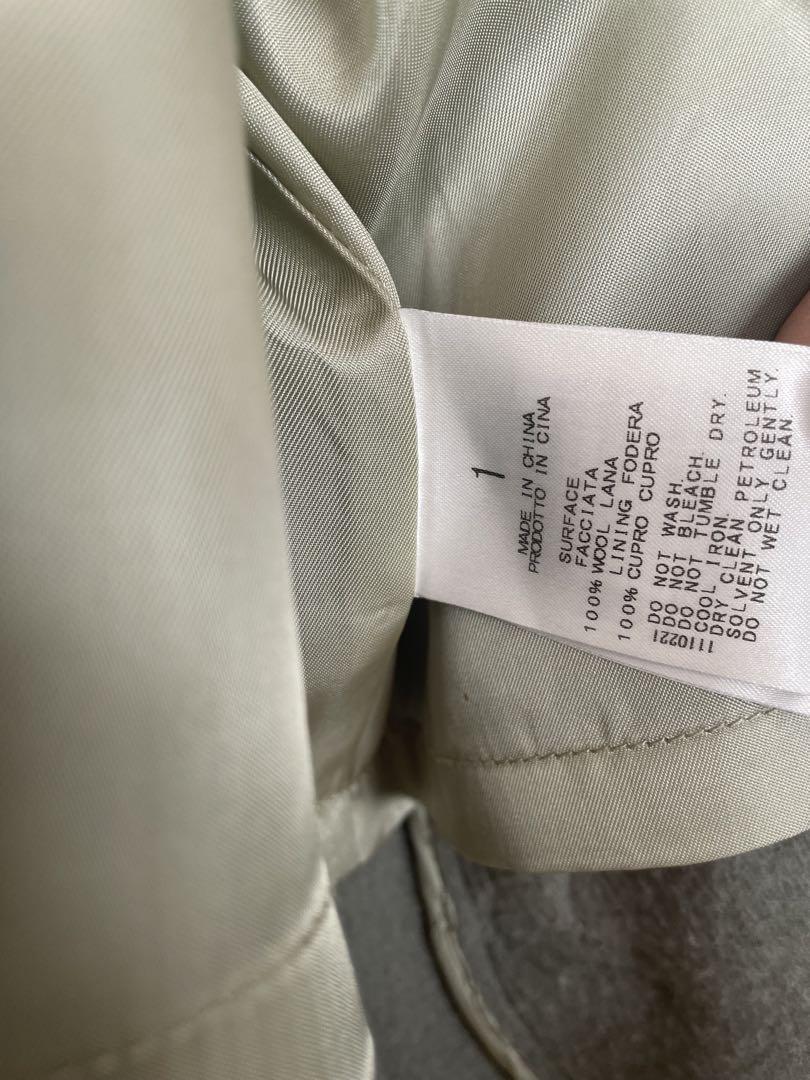 1
MADE IN CHINA
PRODOTTO IN CINA
SURFACE
FACCIATA
100% WOOL LANA
LINING FODERA
100% CUPRO CUPRO
DO NOT WASH.
DO NOT BLEACH.
DO NOT TUMBLE DRY.
COOL IRON.
DRY CLEAN PETROLEUM
SOLVENT ONLY GENTLY.
DO NOT WET CLEAN.